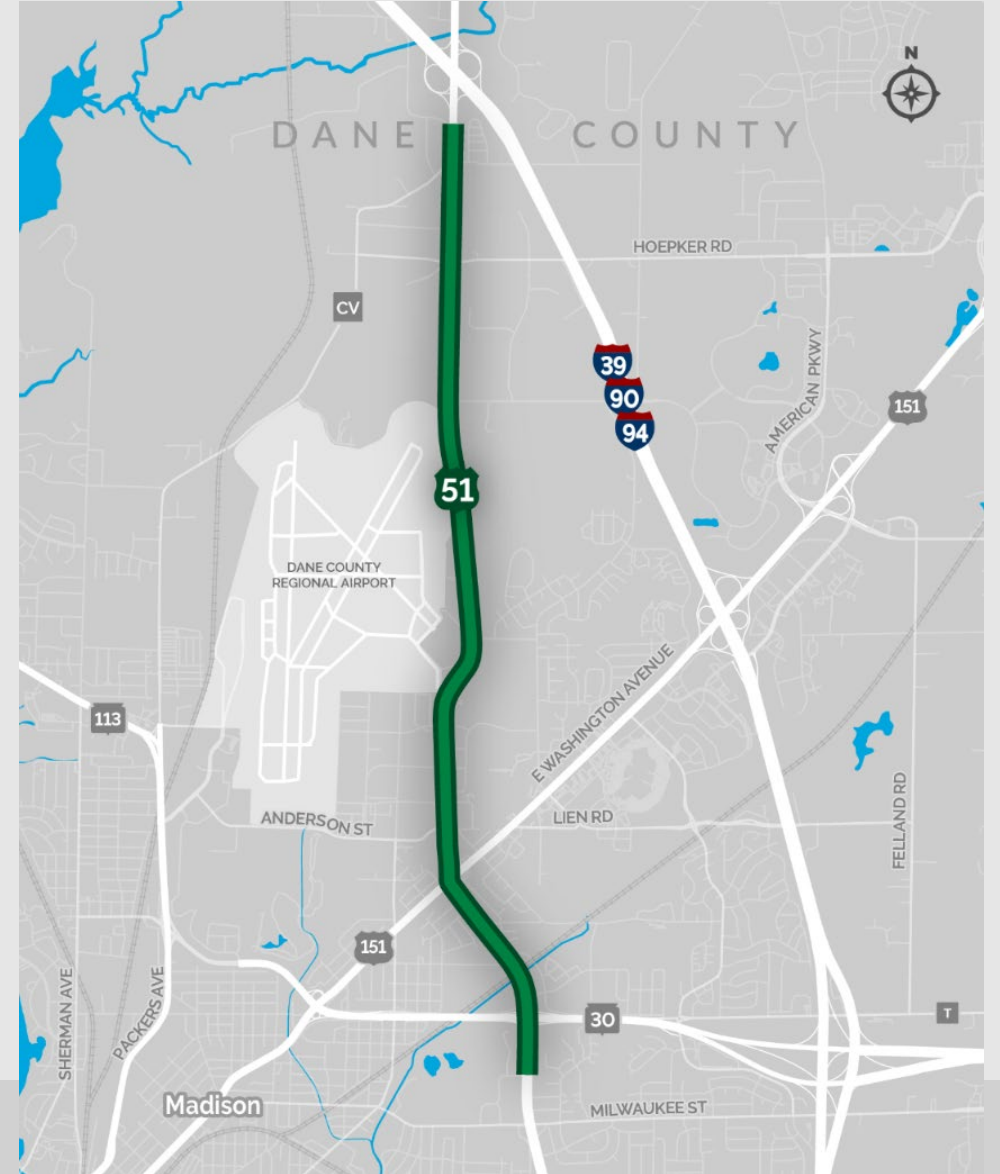 N
DANE COUNTY
HOEPKER RD
CV
39
90
94
AMERICAN PKWY
151
51
DANE COUNTY
REGIONAL AIRPORT
E WASHINGTON AVENUE
113
LIEN RD
ANDERSON ST
FELLAND RD
151
SHERMAN AVE
PACKERS AVE
30
T
Madison
MILWAUKEE ST